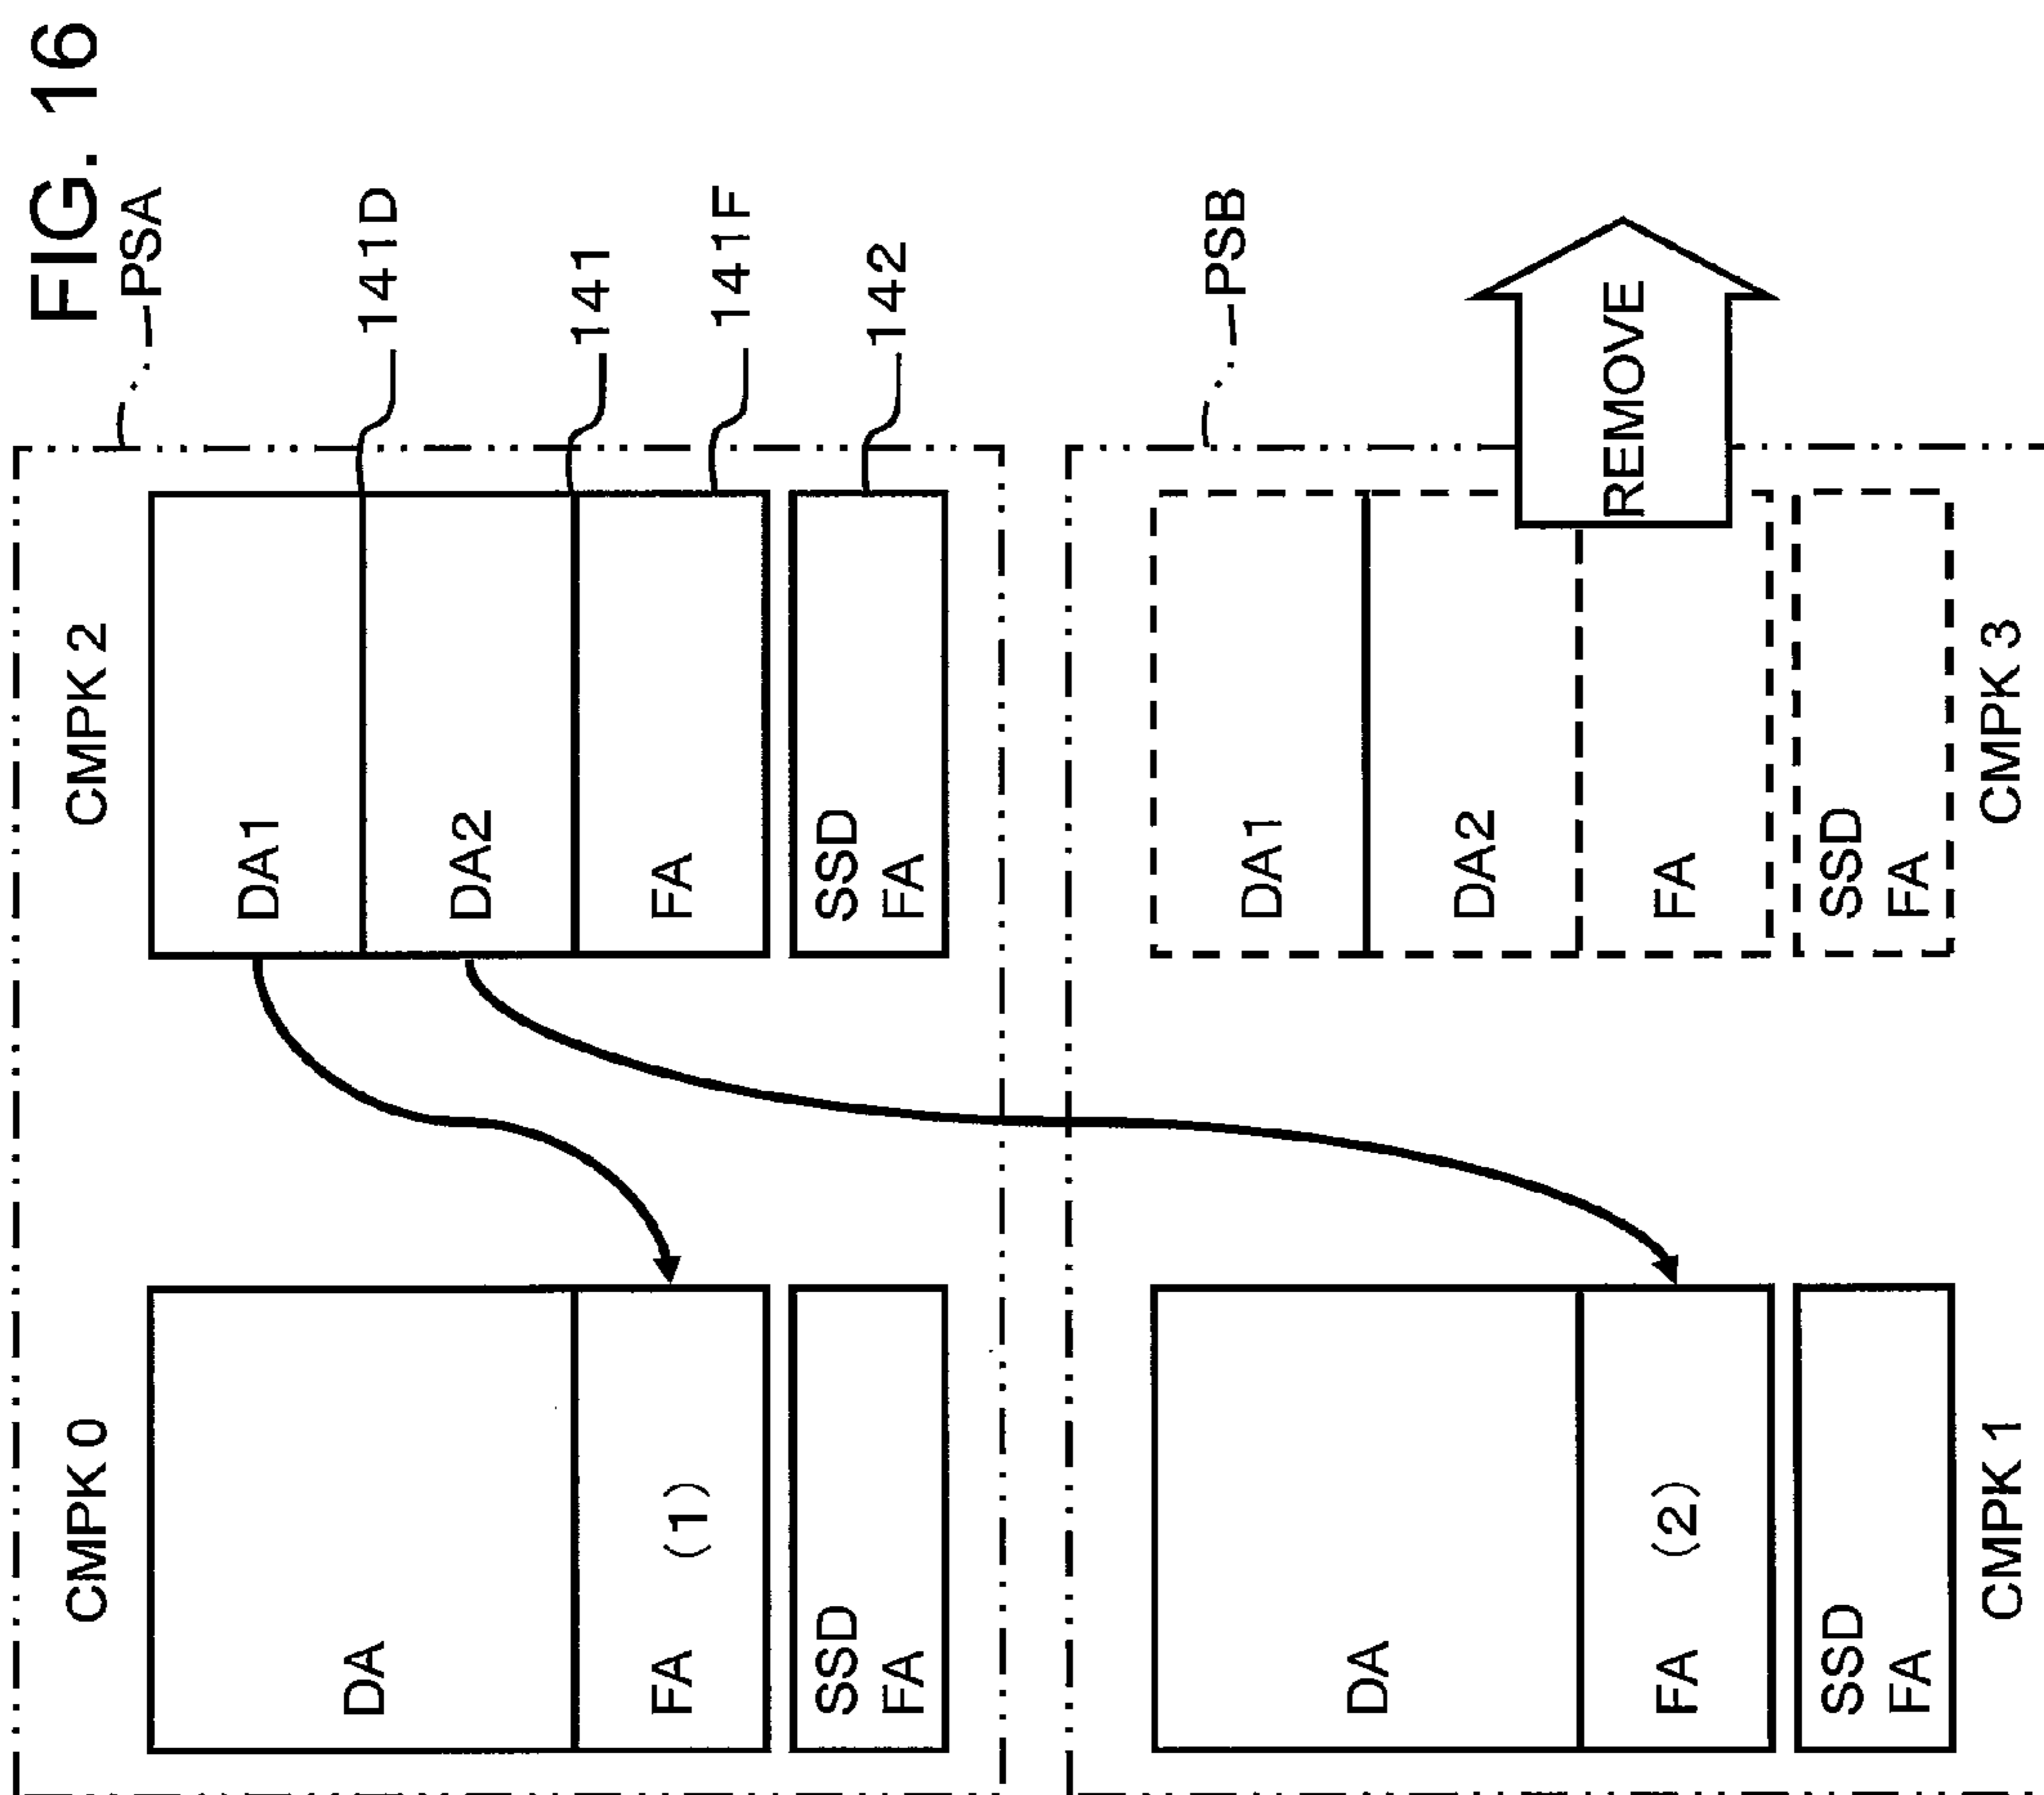 FIG. 16
PSA
CMPK 0
CMPK 2
DA
DA1
141D
DA2
141
FA
(1)
FA
141F
SSD
FA
SSD
FA
142
PSB
DA
DA1
DA2
FA
(2)
FA
REMOVE
SSD
FA
SSD
FA
CMPK 1
CMPK 3